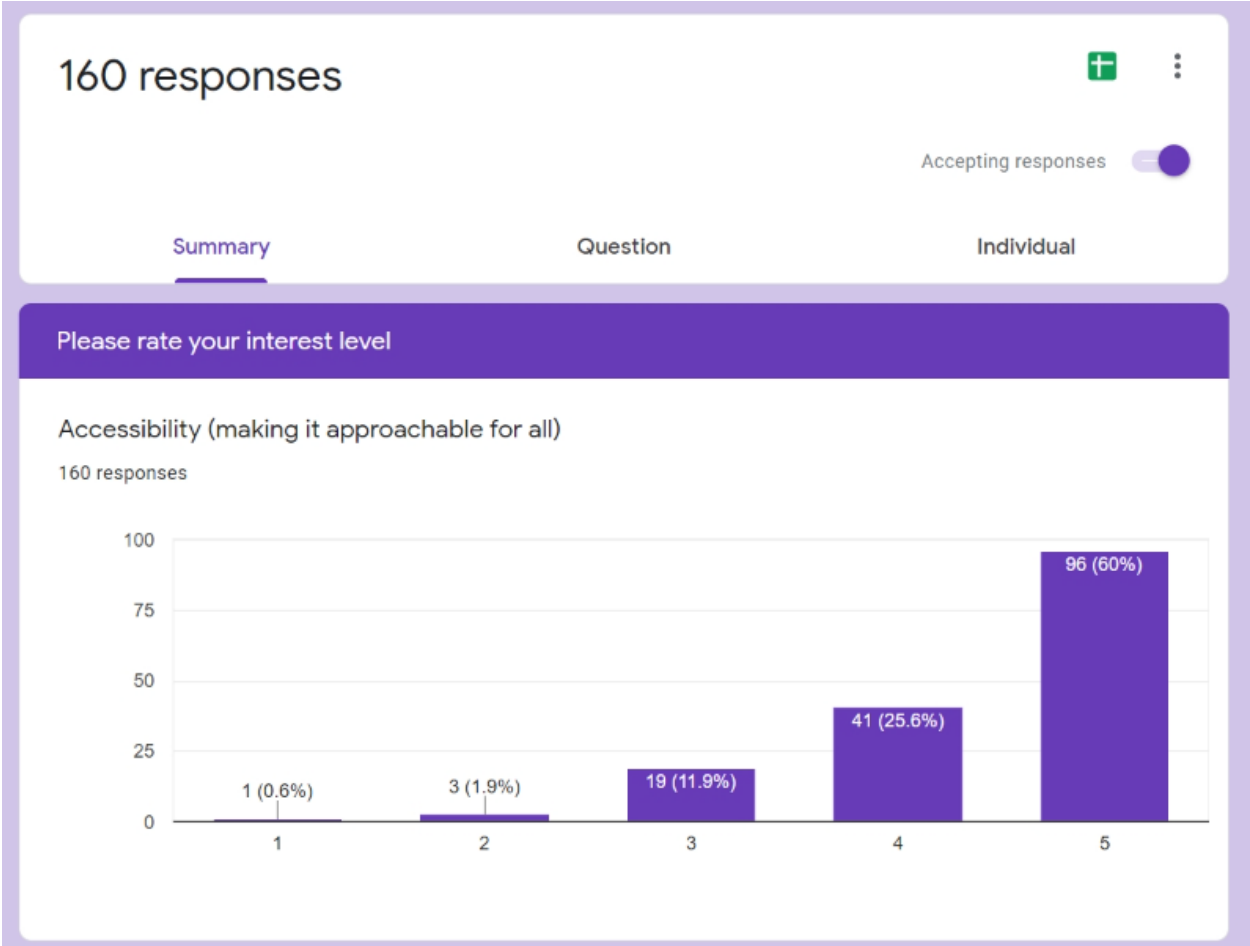 160 responses
Accepting responses
Summary Question Individual
Please rate your interest level
Accessibility (making it approachable for all)
160 responses
100
75
50
25
0
1 (0.6%)
3 (1.9%)
19 (11.9%)
41 (25.6%)
96 (60%)
1 2 3 4 5